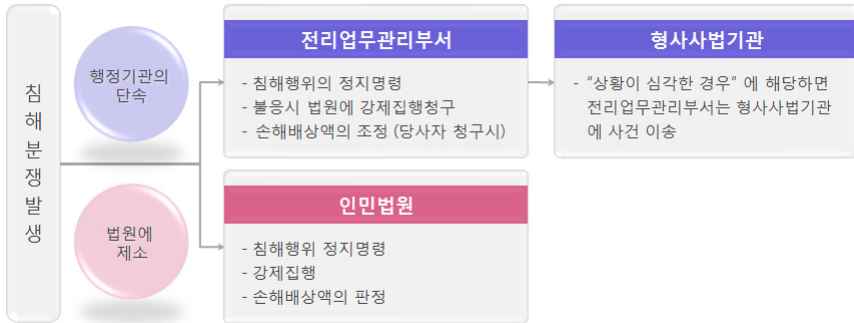 침해분쟁발생
행정기관의
단속
전리업무관리부서
- 침해행위의 정지명령
- 불응시 법원에 강제집행청구
- 손해배상액의 조정 (당사자 청구시)
형사사법기관
- “상황이 심각한 경우” 에 해당하면
전리업무관리부서는 형사사법기관
에 사건 이송
법원에
제소
인민법원
- 침해행위 정지명령
- 강제집행
- 손해배상액의 판정